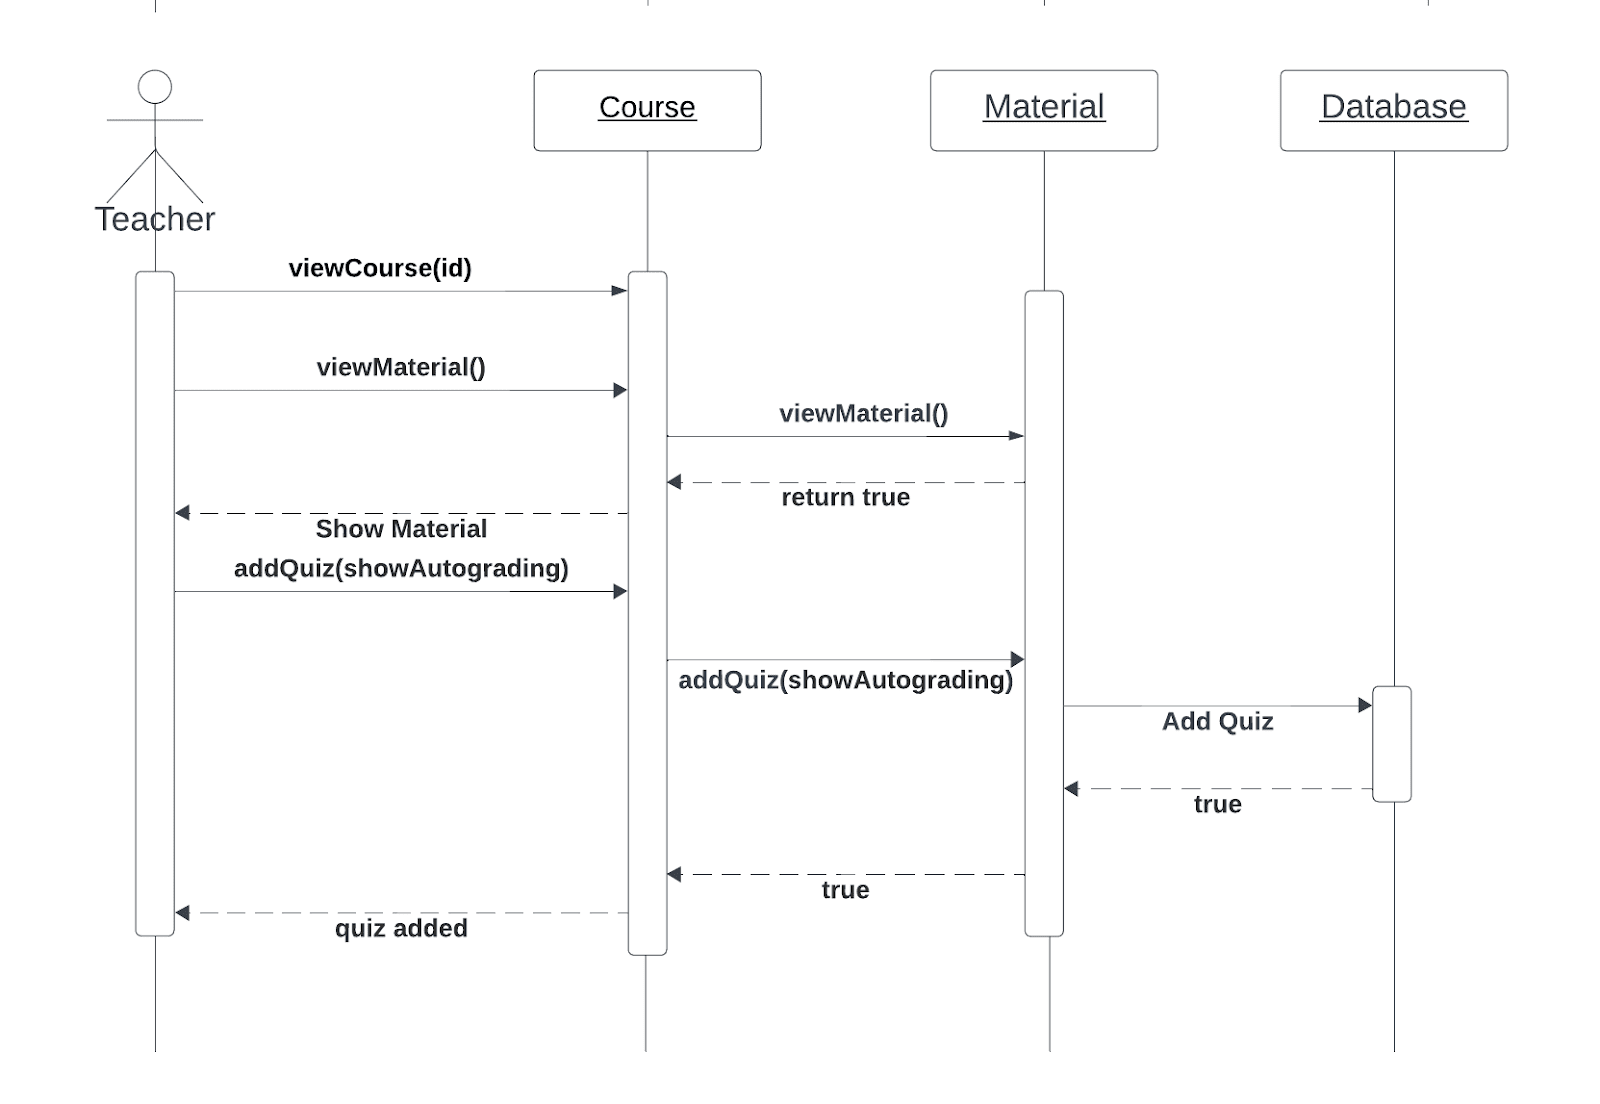 Course
Material
Database
Teacher
viewCourse(id)
viewMaterial()
viewMaterial()
return true
Show Material
addQuiz(showAutograding)
addQuiz(showAutograding)
Add Quiz
true
true
quiz added